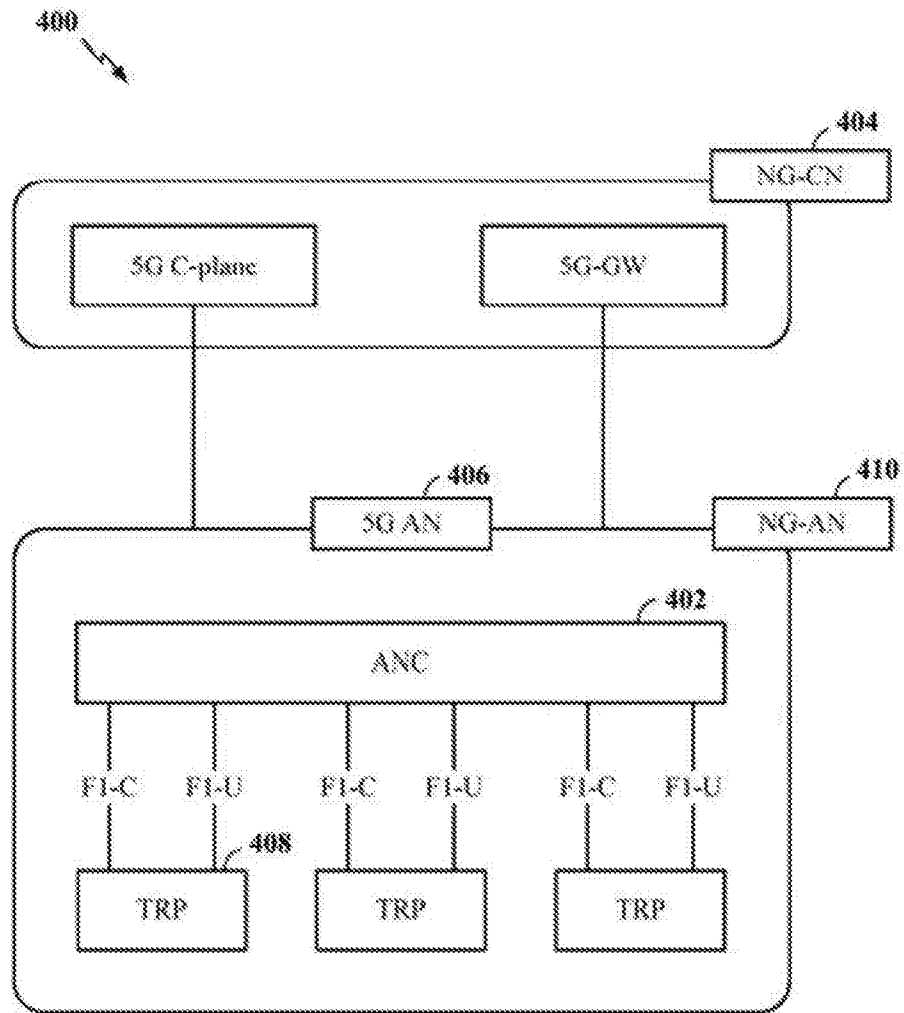 400
404
NG-CN
5G C-plane
5G-GW
406
410
5G AN
NG-AN
402
ANC
F1-C F1-U F1-C F1-U F1-C F1-U
408
TRP TRP TRP